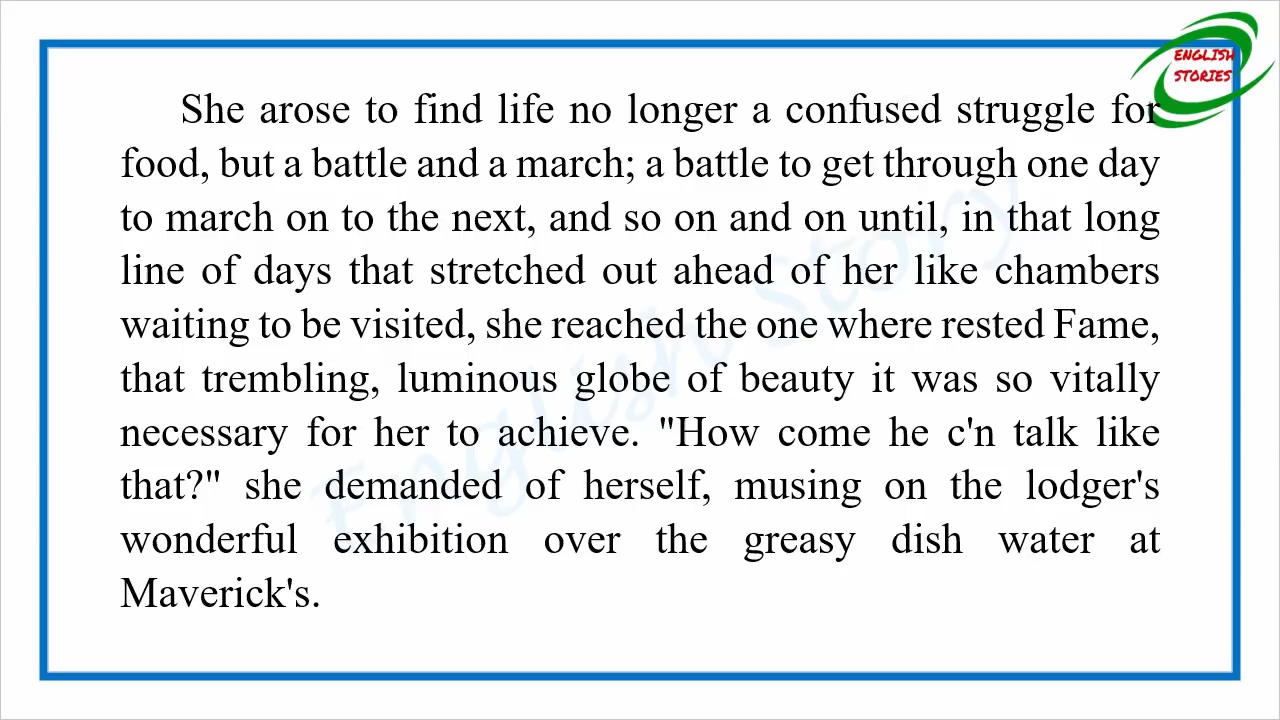 ENGLISH
STORIES
She arose to find life no longer a confused struggle for
food, but a battle and a march; a battle to get through one day
to march on to the next, and so on and on until, in that long
line of days that stretched out ahead of her like chambers
waiting to be visited, she reached the one where rested Fame,
that trembling, luminous globe of beauty it was so vitally
necessary for her to achieve. "How come he c'n talk like
that?" she demanded of herself, musing on the lodger's
wonderful exhibition over the greasy dish water at
Maverick's.
English Story